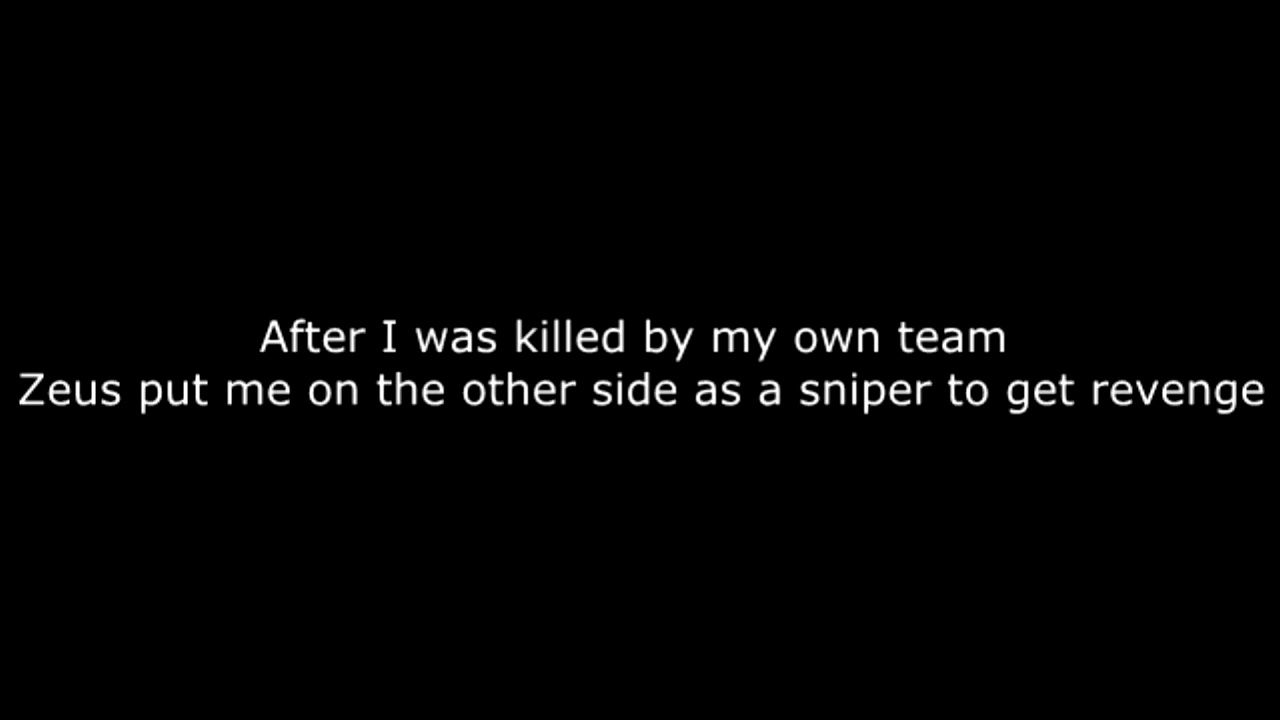 After I was killed by my own team
Zeus put me on the other side as a sniper to get revenge